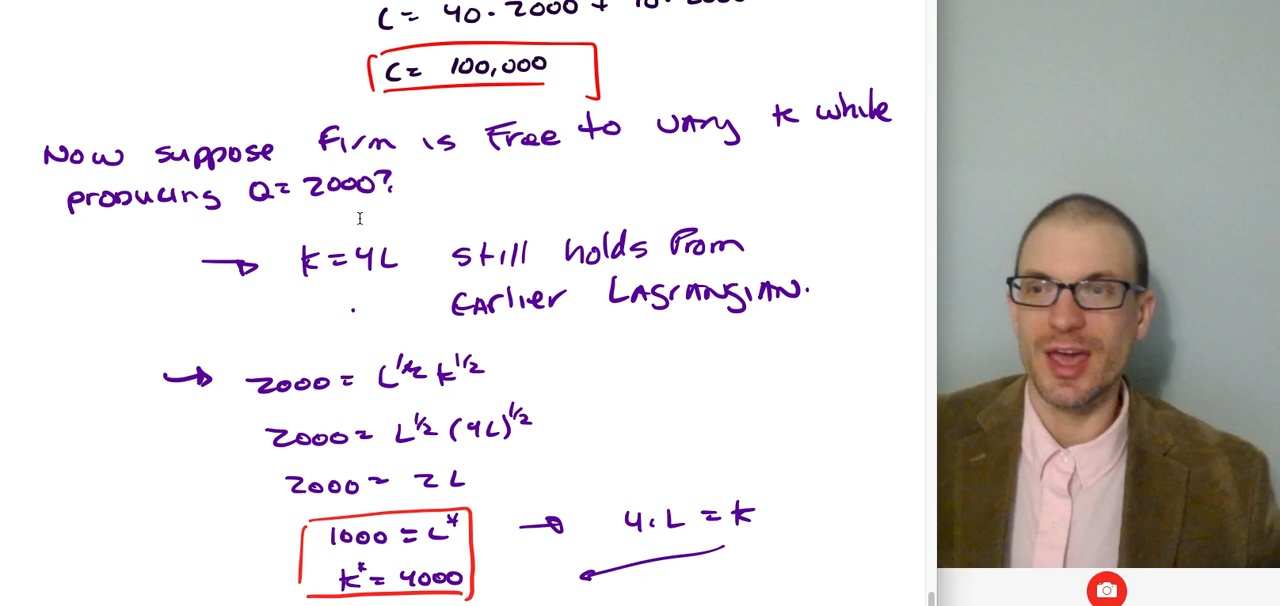 C = 40 · 2000 + 10 ·
C = 100,000
Now suppose Firm is Free to vary k while
producing Q = 2000?
→ k = 4L still holds from
Earlier Lagrangian.
→ 2000 = L^1/2 k^1/2
2000 = L^1/2 (4L)^1/2
2000 = 2L
1000 = L* → 4·L = k
k* = 4000